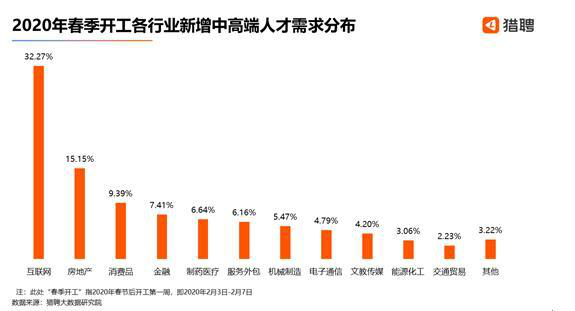 2020年春季开工各行业新增中高端人才需求分布
猎聘
32.27%
15.15%
9.39%
7.41%
6.64%
6.16%
5.47%
4.79%
4.20%
3.06%
2.23%
3.22%
互联网 房地产 消费品 金融 制药医疗 服务外包 机械制造 电子通信 文教传媒 能源化工 交通贸易 其他
注：此处“春季开工”指2020年春节后开工第一周，即2020年2月3日-2月7日
数据来源：猎聘大数据研究院